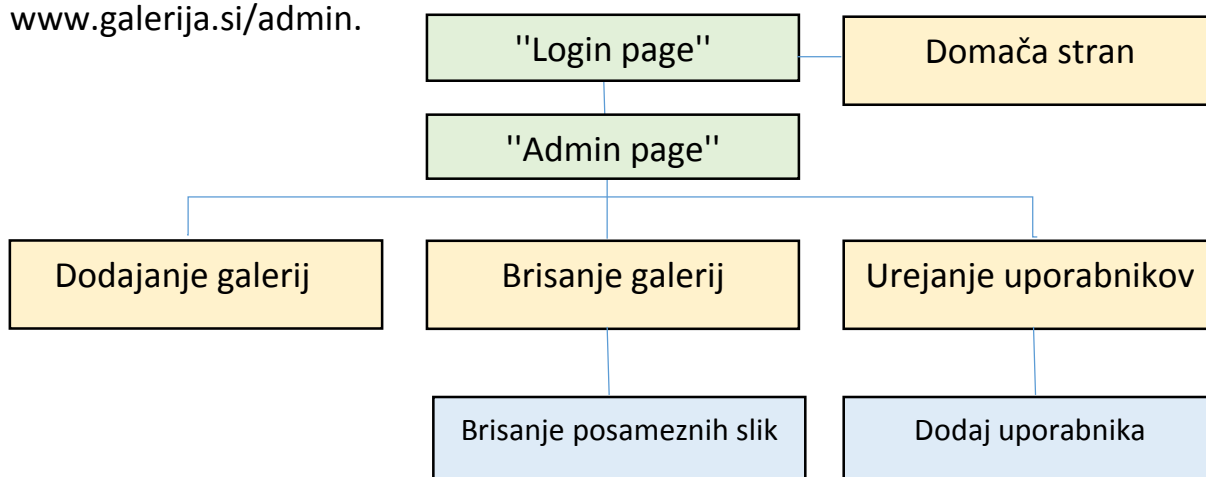 www.galerija.si/admin.
''Login page''
Domača stran
''Admin page''
Dodajanje galerij
Brisanje galerij
Urejanje uporabnikov
Brisanje posameznih slik
Dodaj uporabnika